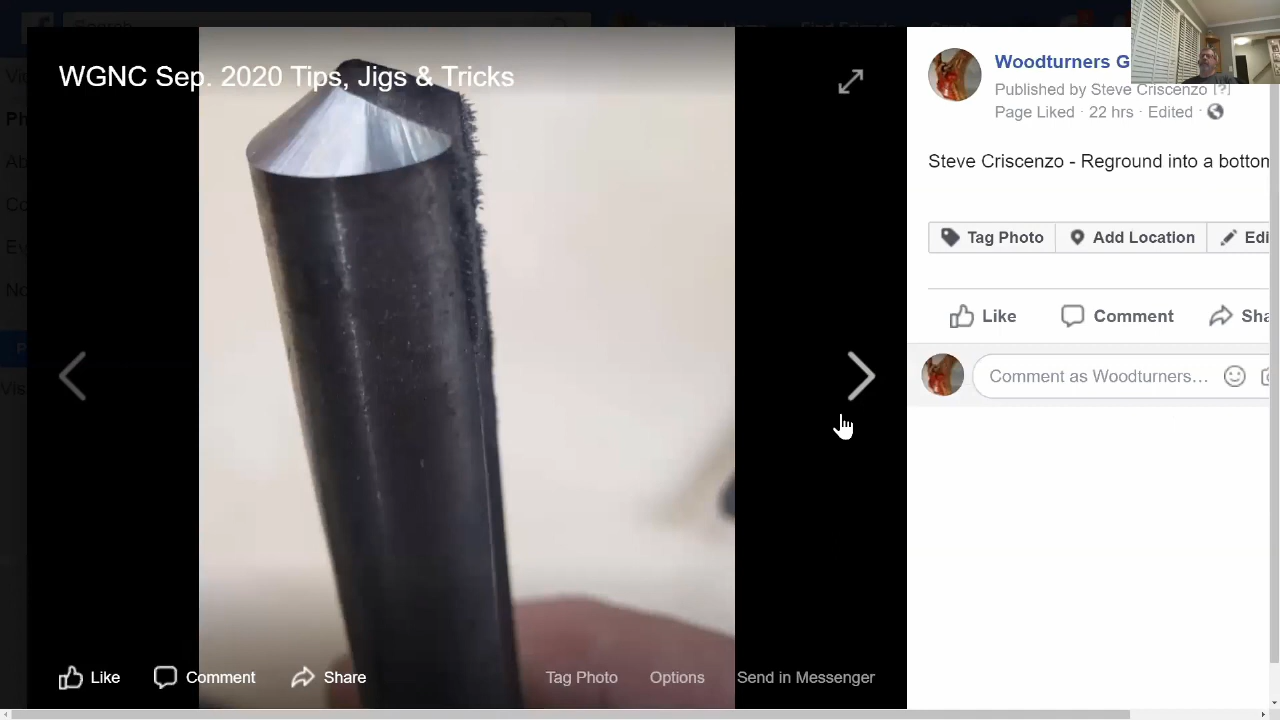 WGNC Sep. 2020 Tips, Jigs & Tricks
Woodturners G
Published by Steve Criscenzo [?]
Page Liked · 22 hrs · Edited ·
Steve Criscenzo - Reground into a bottom
Tag Photo
Add Location
Edi
Like
Comment
Sha
Comment as Woodturners…
Like
Comment
Share
Tag Photo
Options
Send in Messenger